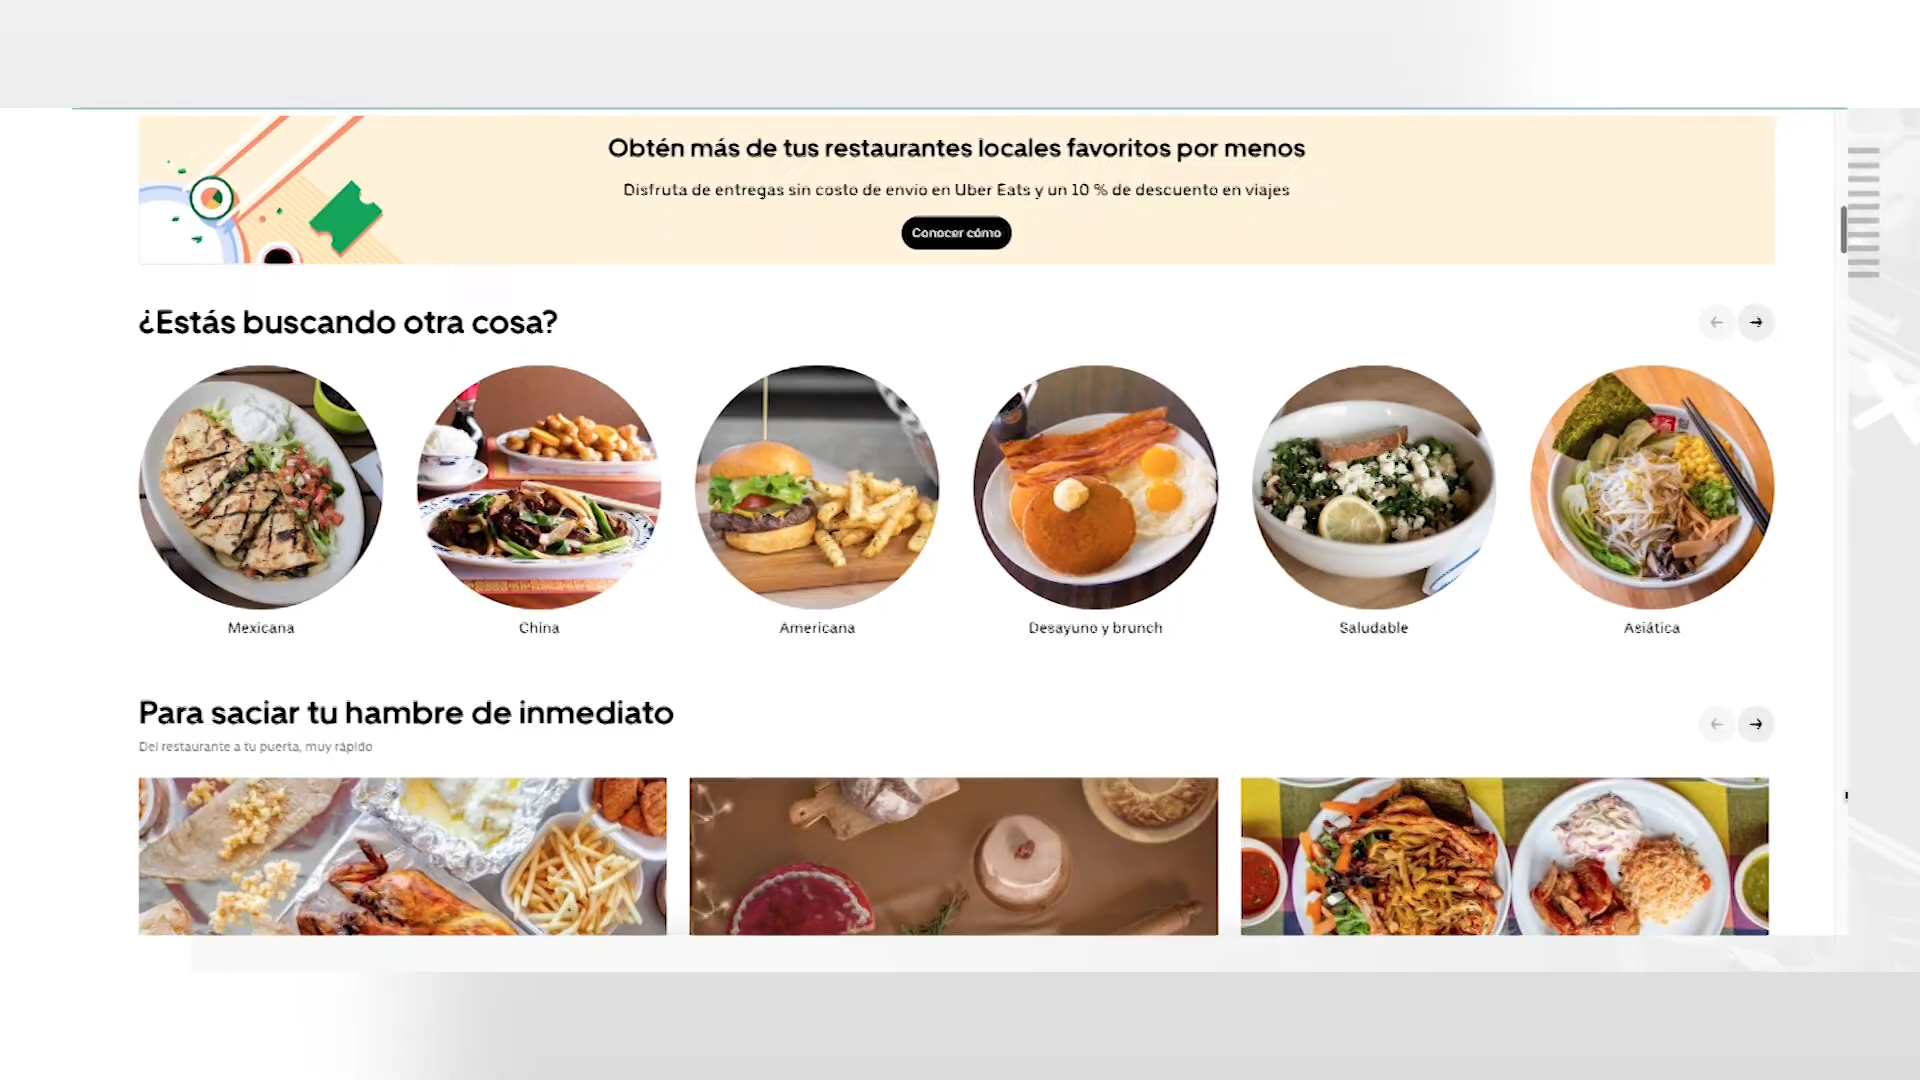 Obtén más de tus restaurantes locales favoritos por menos
Disfruta de entregas sin costo de envío en Uber Eats y un 10 % de descuento en viajes
Conocer cómo
¿Estás buscando otra cosa?
Mexicana
China
Americana
Desayuno y brunch
Saludable
Asiática
Para saciar tu hambre de inmediato
Del restaurante a tu puerta, muy rápido